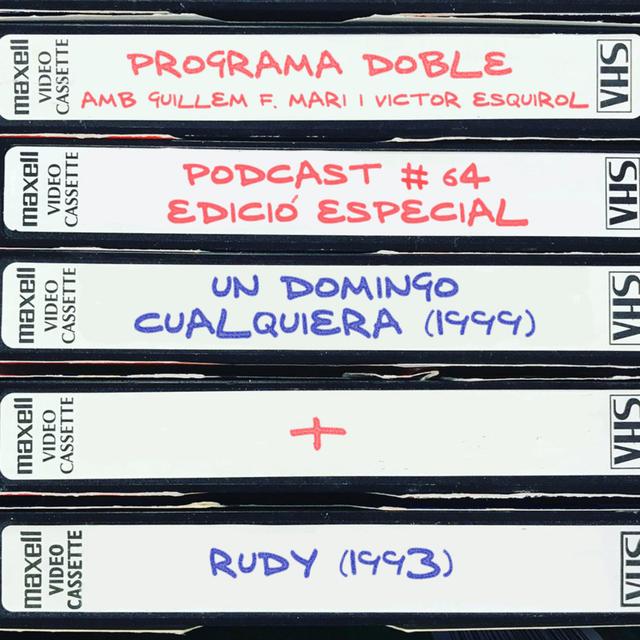 maxell
VIDEO
CASSETTE
PROGRAMA DOBLE
AMB GUILLEM F. MARI I VICTOR ESQUIROL
VHS
maxell
VIDEO
CASSETTE
PODCAST # 64
EDICIÓ ESPECIAL
VHS
maxell
VIDEO
CASSETTE
UN DOMINGO
CUALQUIERA (1999)
VHS
maxell
VIDEO
CASSETTE
+
VHS
maxell
VIDEO
CASSETTE
RUDY (1993)
VHS